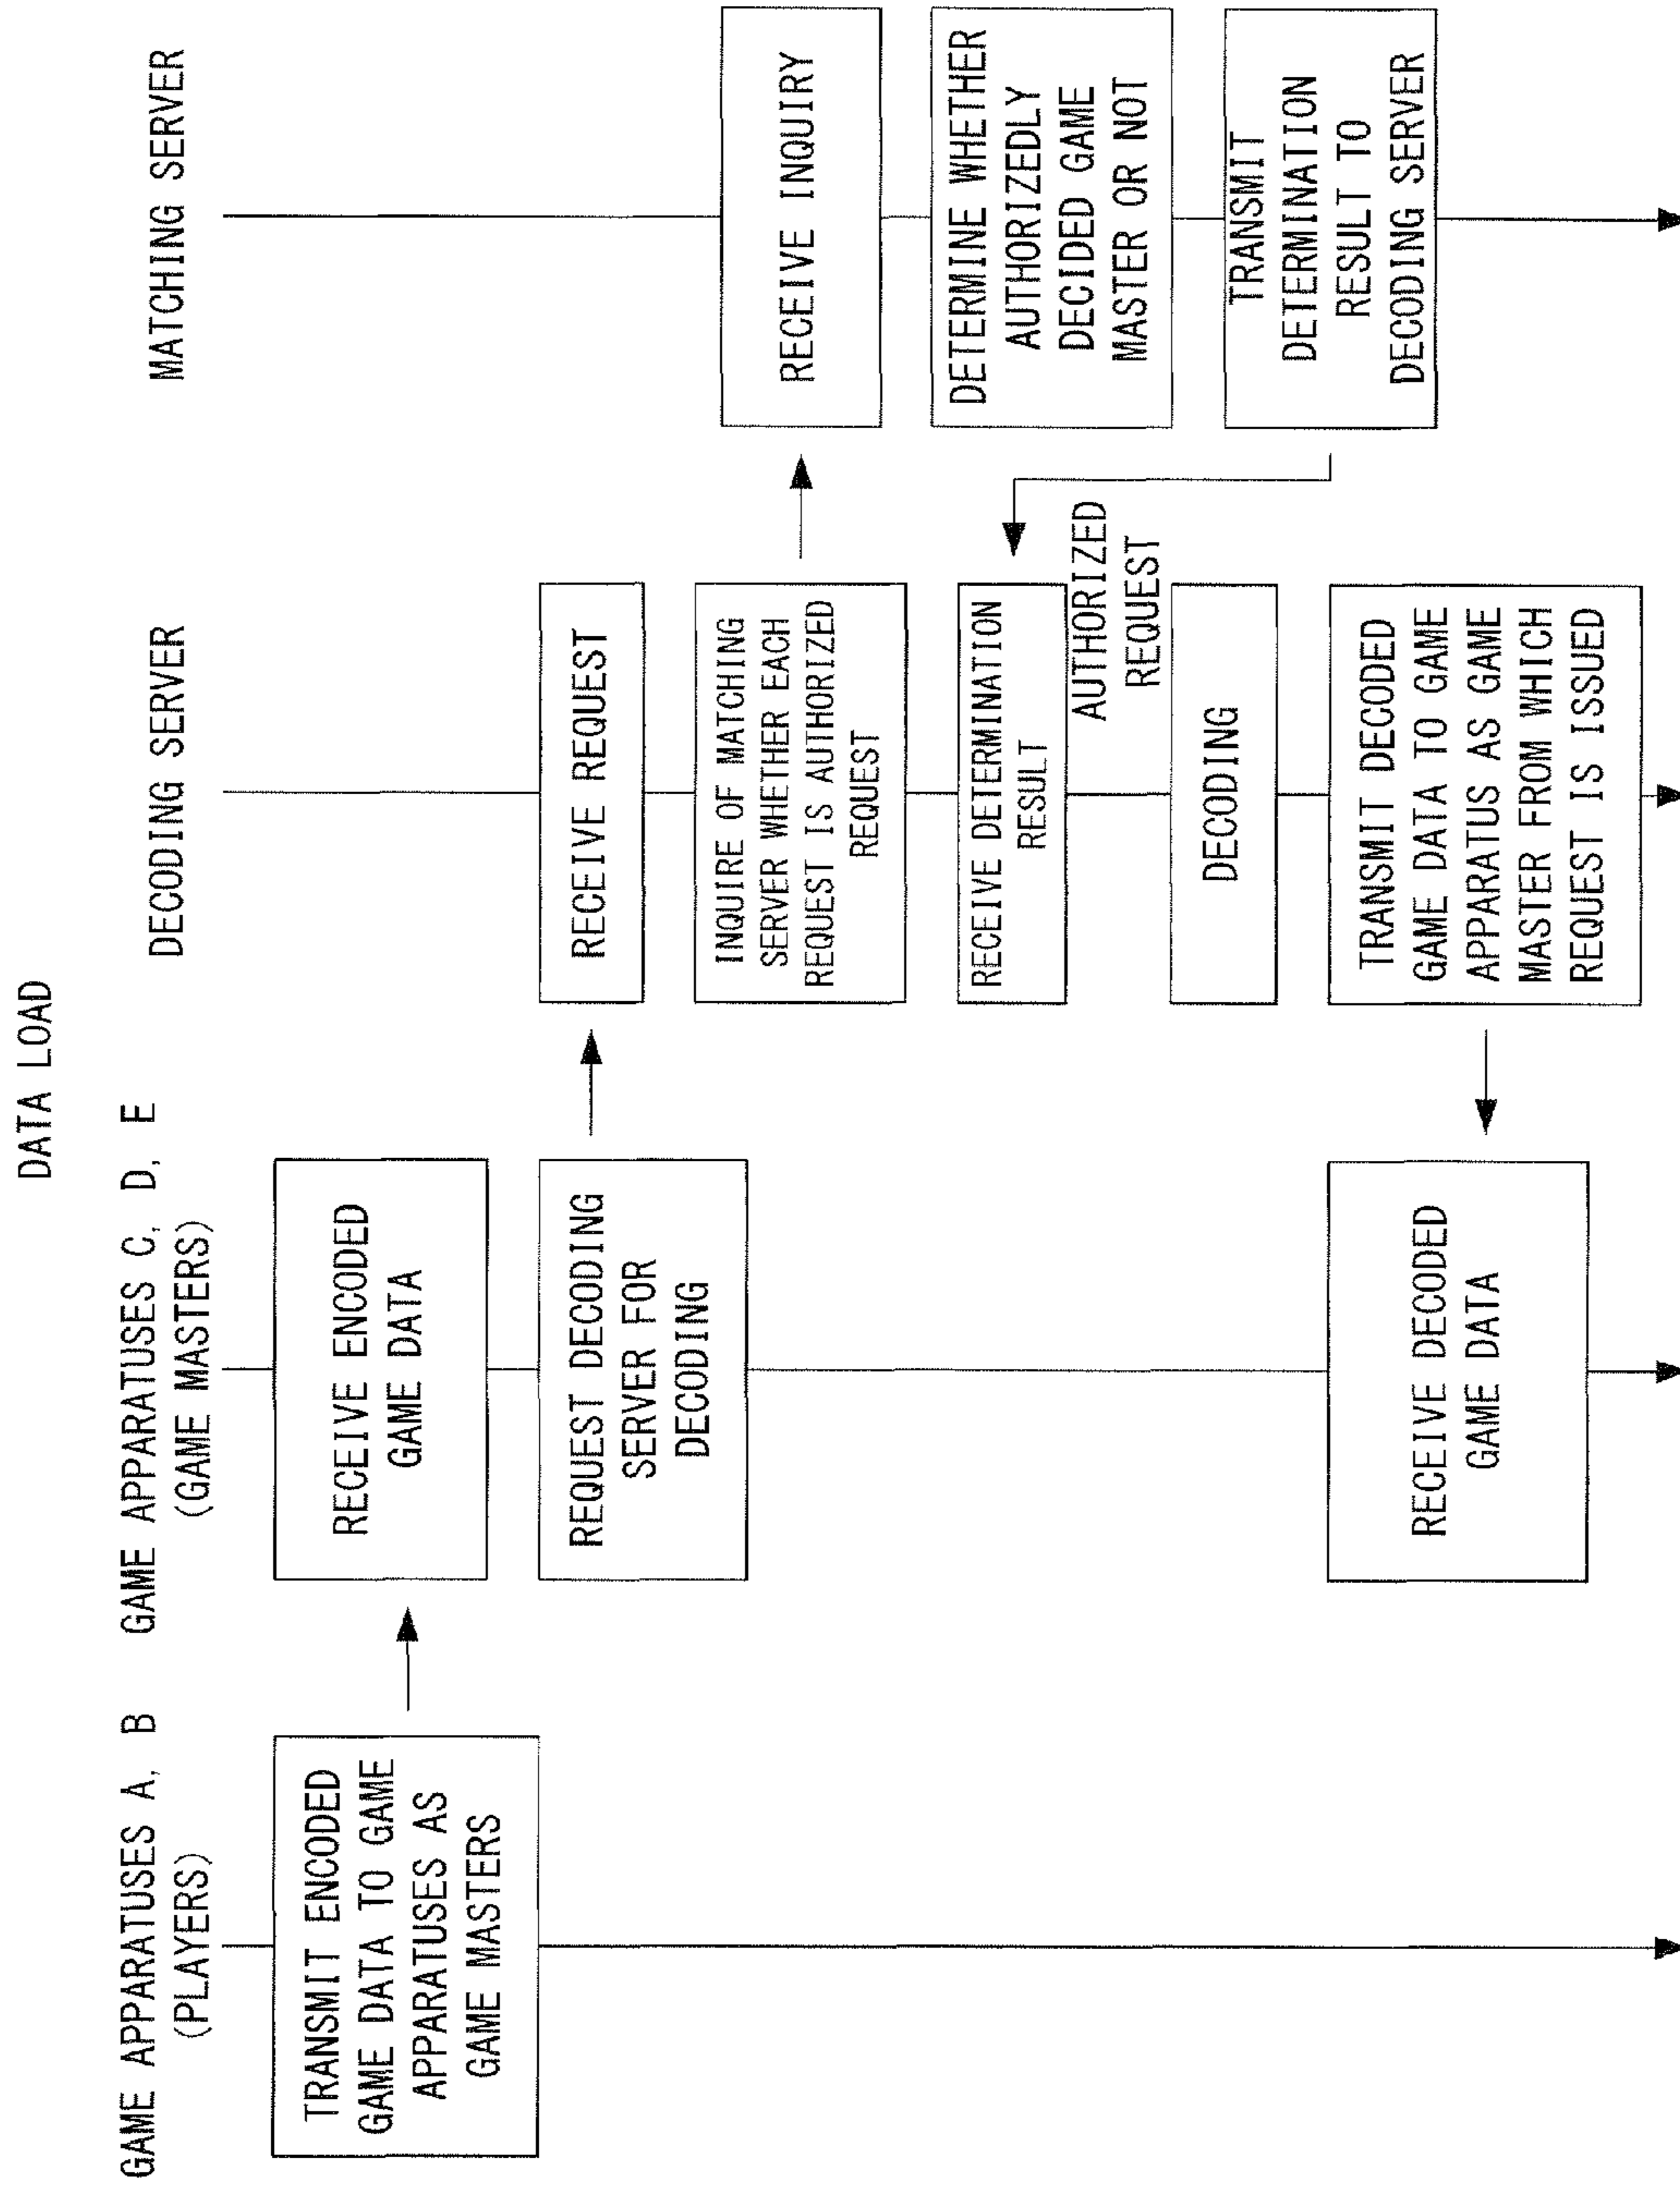 DATA LOAD
GAME APPARATUSES A, B
(PLAYERS)
TRANSMIT ENCODED
GAME DATA TO GAME
APPARATUSES AS
GAME MASTERS
GAME APPARATUSES C, D, E
(GAME MASTERS)
RECEIVE ENCODED
GAME DATA
REQUEST DECODING
SERVER FOR
DECODING
RECEIVE DECODED
GAME DATA
DECODING SERVER
RECEIVE REQUEST
INQUIRE OF MATCHING
SERVER WHETHER EACH
REQUEST IS AUTHORIZED
REQUEST
RECEIVE DETERMINATION
RESULT
AUTHORIZED
REQUEST
DECODING
TRANSMIT DECODED
GAME DATA TO GAME
APPARATUS AS GAME
MASTER FROM WHICH
REQUEST IS ISSUED
MATCHING SERVER
RECEIVE INQUIRY
DETERMINE WHETHER
AUTHORIZEDLY
DECIDED GAME
MASTER OR NOT
TRANSMIT
DETERMINATION
RESULT TO
DECODING SERVER